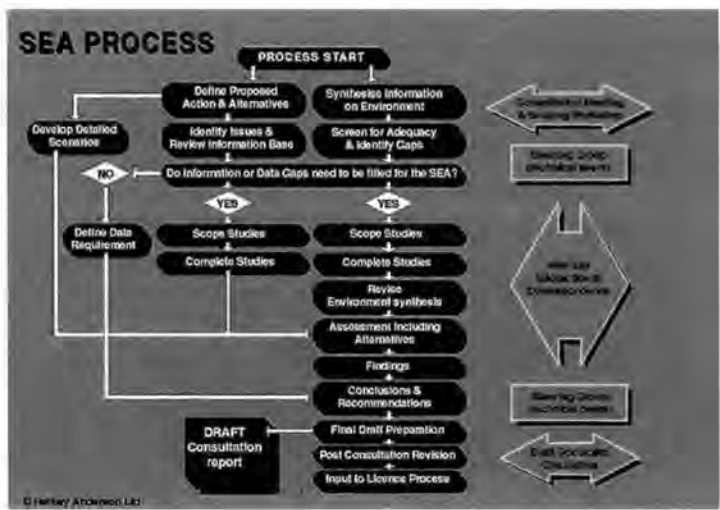 SEA PROCESS
PROCESS START
Define Proposed
Action & Alternatives
Synthesise Information
on Environment
Develop Detailed
Scenarios
Identify Issues &
Review Information Base
Screen for Adequacy
& Identify Gaps
NO
Do Information or Data Gaps need to be filled for the SEA?
YES
YES
Define Data
Requirement
Scope Studies
Scope Studies
Complete Studies
Complete Studies
Revise
Environment synthesis
Assessment Including
Alternatives
Findings
Conclusions &
Recommendations
DRAFT
Consultation
report
Final Draft Preparation
Post Consultation Revision
Input to Licence Process
Steering Group
Steering Group
© Hartley Anderson Ltd